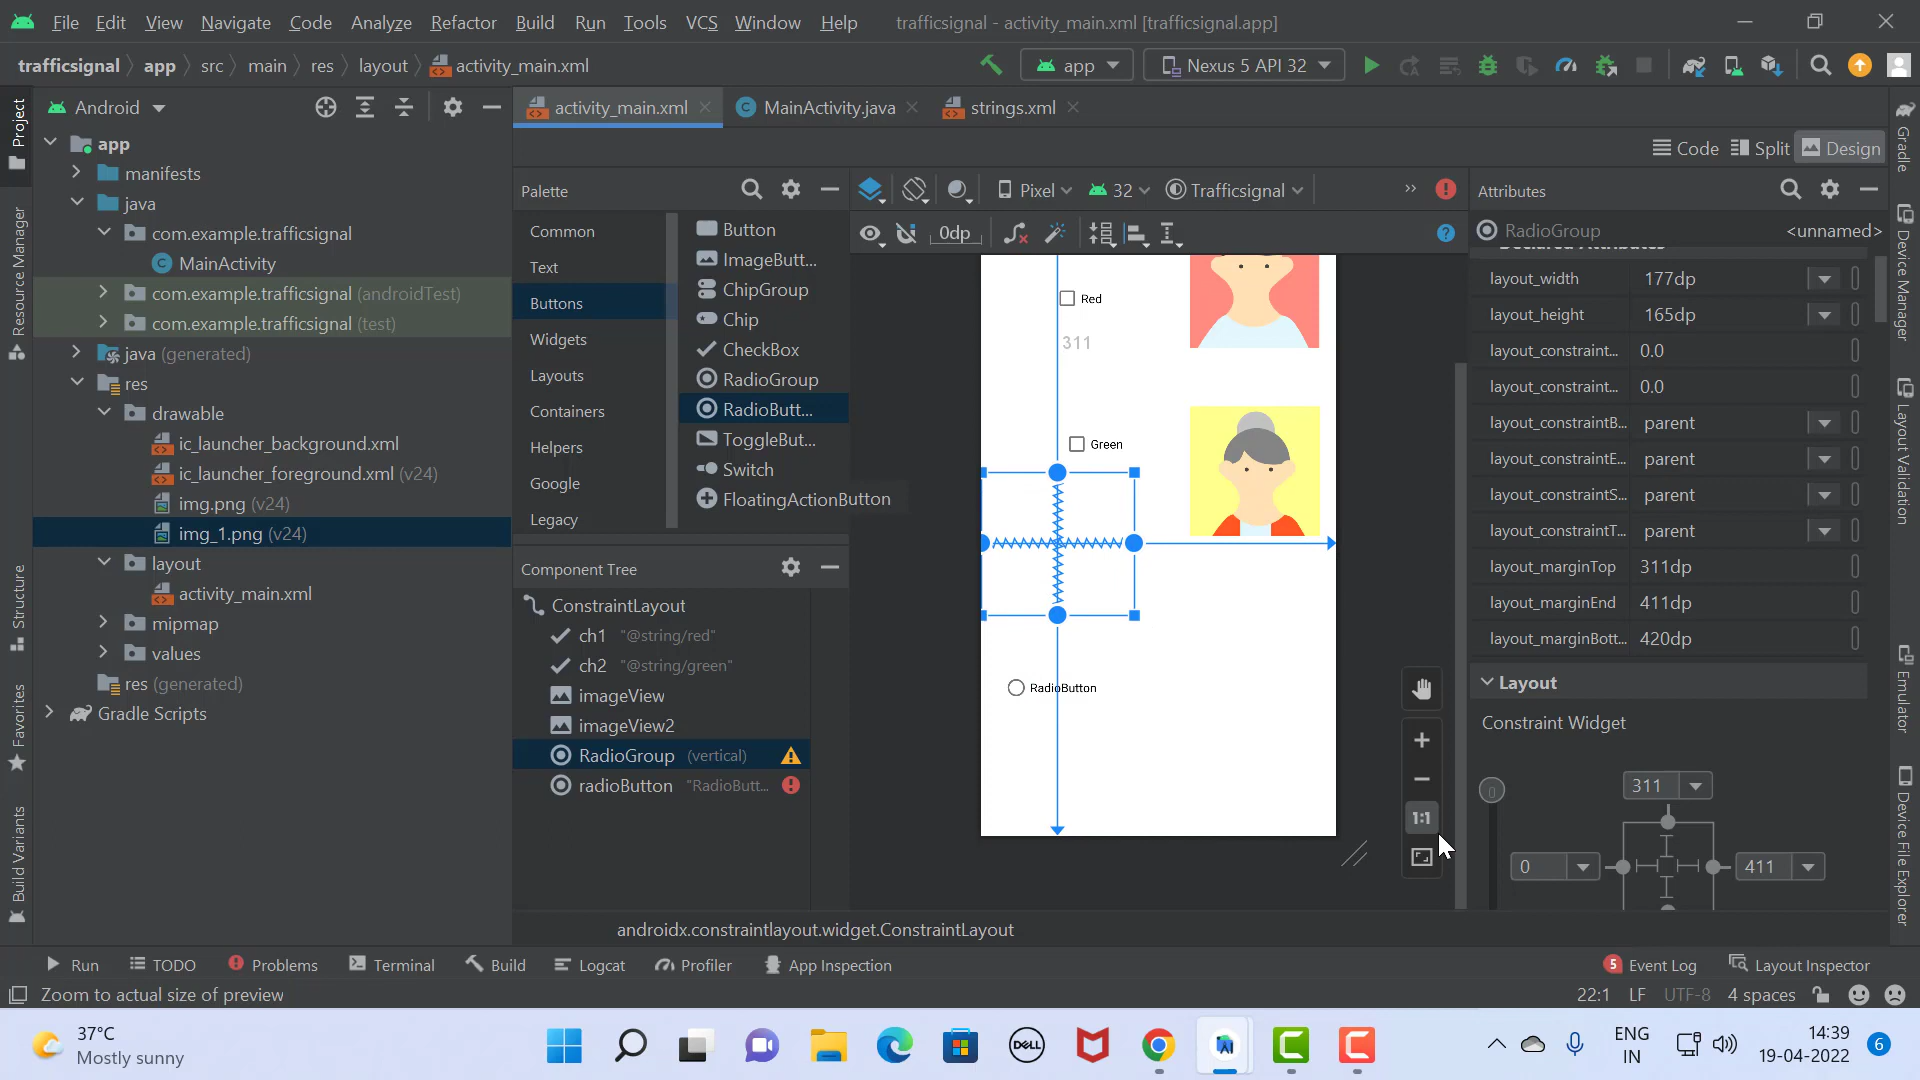 File Edit View Navigate Code Analyze Refactor Build Run Tools VCS Window Help trafficsignal - activity_main.xml [trafficsignal.app]
trafficsignal app src main res layout activity_main.xml app Nexus 5 API 32
Project
Resource Manager
Structure
Favorites
Build Variants
Android
app
manifests
java
com.example.trafficsignal
MainActivity
com.example.trafficsignal (androidTest)
com.example.trafficsignal (test)
java (generated)
res
drawable
ic_launcher_background.xml
ic_launcher_foreground.xml (v24)
img.png (v24)
img_1.png (v24)
layout
activity_main.xml
mipmap
values
res (generated)
Gradle Scripts
activity_main.xml MainActivity.java strings.xml
Code Split Design
Palette
Common
Text
Buttons
Widgets
Layouts
Containers
Helpers
Google
Legacy
Button
ImageButt...
ChipGroup
Chip
CheckBox
RadioGroup
RadioButt...
ToggleBut...
Switch
FloatingActionButton
Component Tree
ConstraintLayout
ch1 "@string/red"
ch2 "@string/green"
imageView
imageView2
RadioGroup (vertical)
radioButton "RadioButt...
Pixel 32 Trafficsignal
0dp
Red
311
Green
RadioButton
1:1
androidx.constraintlayout.widget.ConstraintLayout
Attributes
RadioGroup <unnamed>
Declared Attributes
layout_width 177dp
layout_height 165dp
layout_constraint... 0.0
layout_constraint... 0.0
layout_constraintB... parent
layout_constraintE... parent
layout_constraintS... parent
layout_constraintT... parent
layout_marginTop 311dp
layout_marginEnd 411dp
layout_marginBott... 420dp
Layout
Constraint Widget
311
0 411
Gradle
Device Manager
Layout Validation
Emulator
Device File Explorer
Run TODO Problems Terminal Build Logcat Profiler App Inspection 5 Event Log Layout Inspector
Zoom to actual size of preview 22:1 LF UTF-8 4 spaces
37°C
Mostly sunny
DELL
ENG
IN
14:39
19-04-2022
6